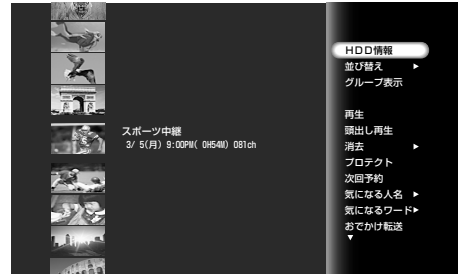 スポーツ中継
3/ 5(月) 9:00PM( 0H54M) 081ch
HDD情報
並び替え ▶
グループ表示
再生
頭出し再生
消去 ▶
プロテクト
次回予約
気になる人名 ▶
気になるワード▶
おでかけ転送
▼